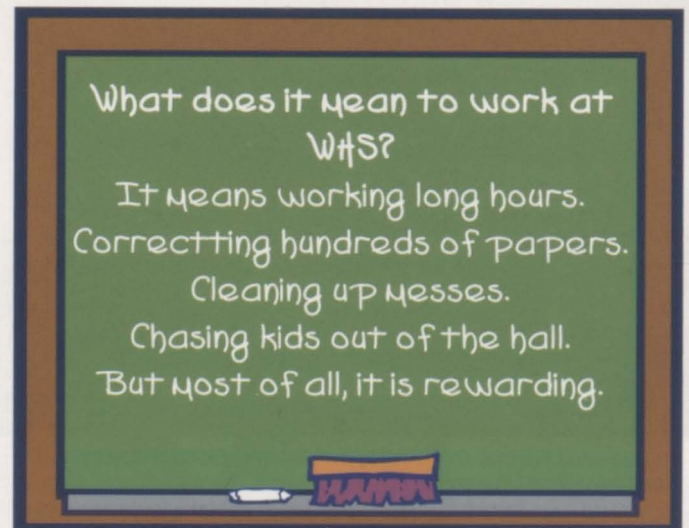 What does it mean to work at
WHS?
It means working long hours.
Correctting hundreds of papers.
Cleaning up messes.
Chasing kids out of the hall.
But most of all, it is rewarding.